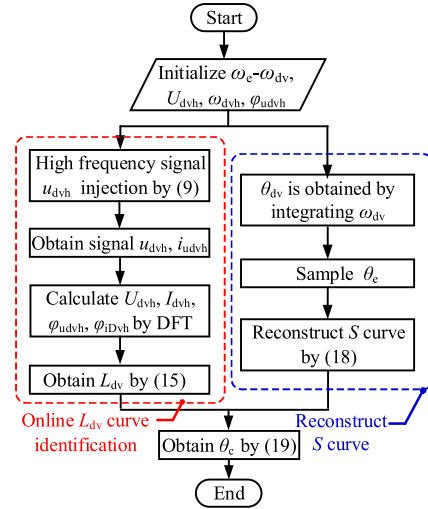 Start
Initialize ωe-ωdv,
Udvh, ωdvh, φudvh
High frequency signal
udvh injection by (9)
Obtain signal udvh, iudvh
Calculate Udvh, Idvh,
φudvh, φiDvh by DFT
Obtain Ldv by (15)
Online Ldv curve
identification
θdv is obtained by
integrating ωdv
Sample θe
Reconstruct S curve
by (18)
Reconstruct
S curve
Obtain θc by (19)
End